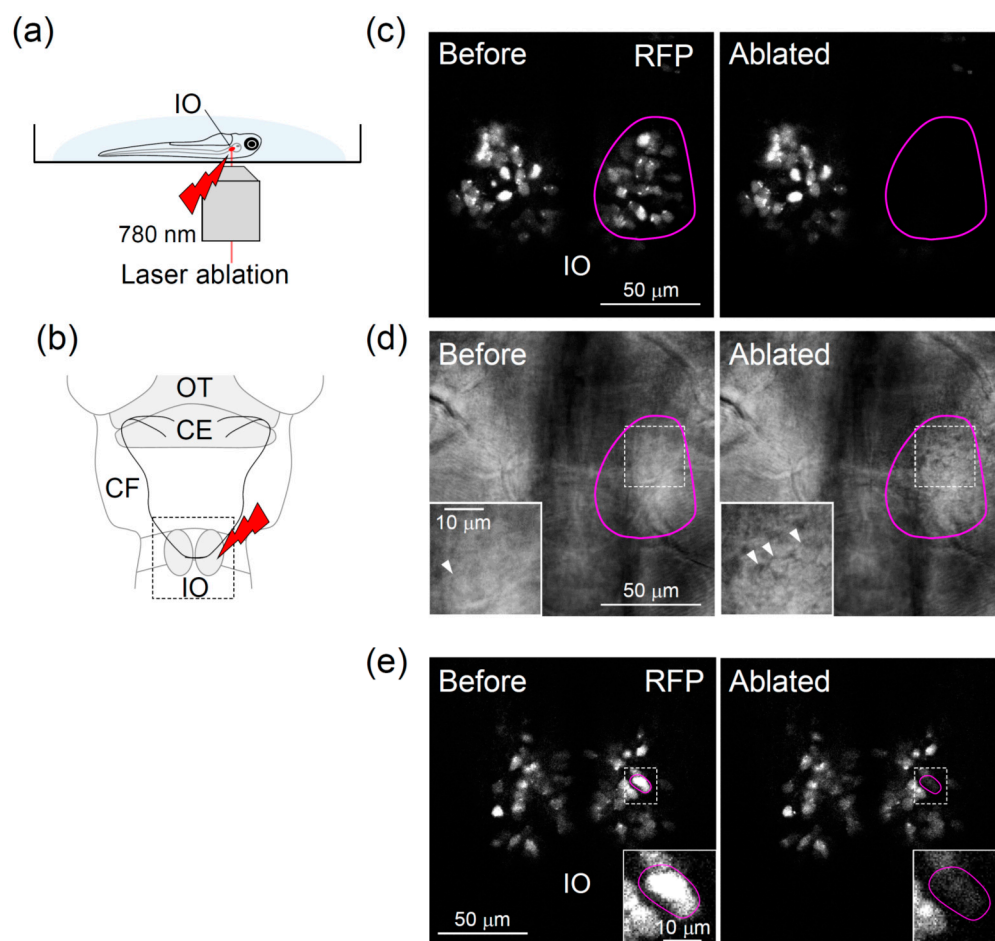 (a)
IO
780 nm
Laser ablation
(b)
OT
CE
CF
IO
(c)
Before RFP
IO
50 μm
Ablated
(d)
Before
10 μm
50 μm
Ablated
(e)
Before RFP
IO
50 μm
10 μm
Ablated